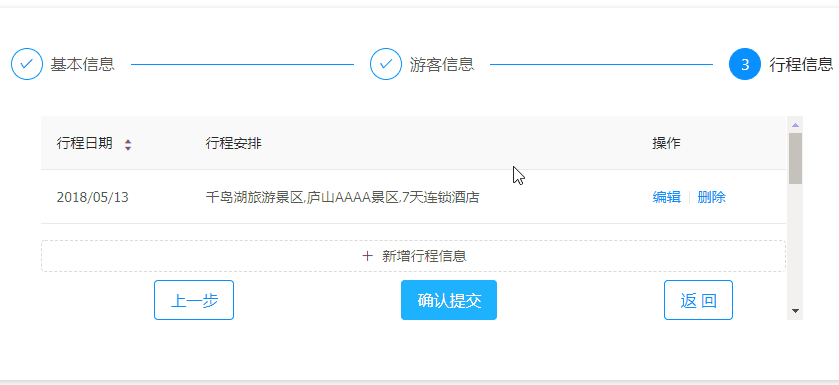 基本信息
游客信息
3 行程信息
行程日期 行程安排 操作
2018/05/13 千岛湖旅游景区,庐山AAAA景区,7天连锁酒店 编辑 删除
+ 新增行程信息
上一步 确认提交 返 回